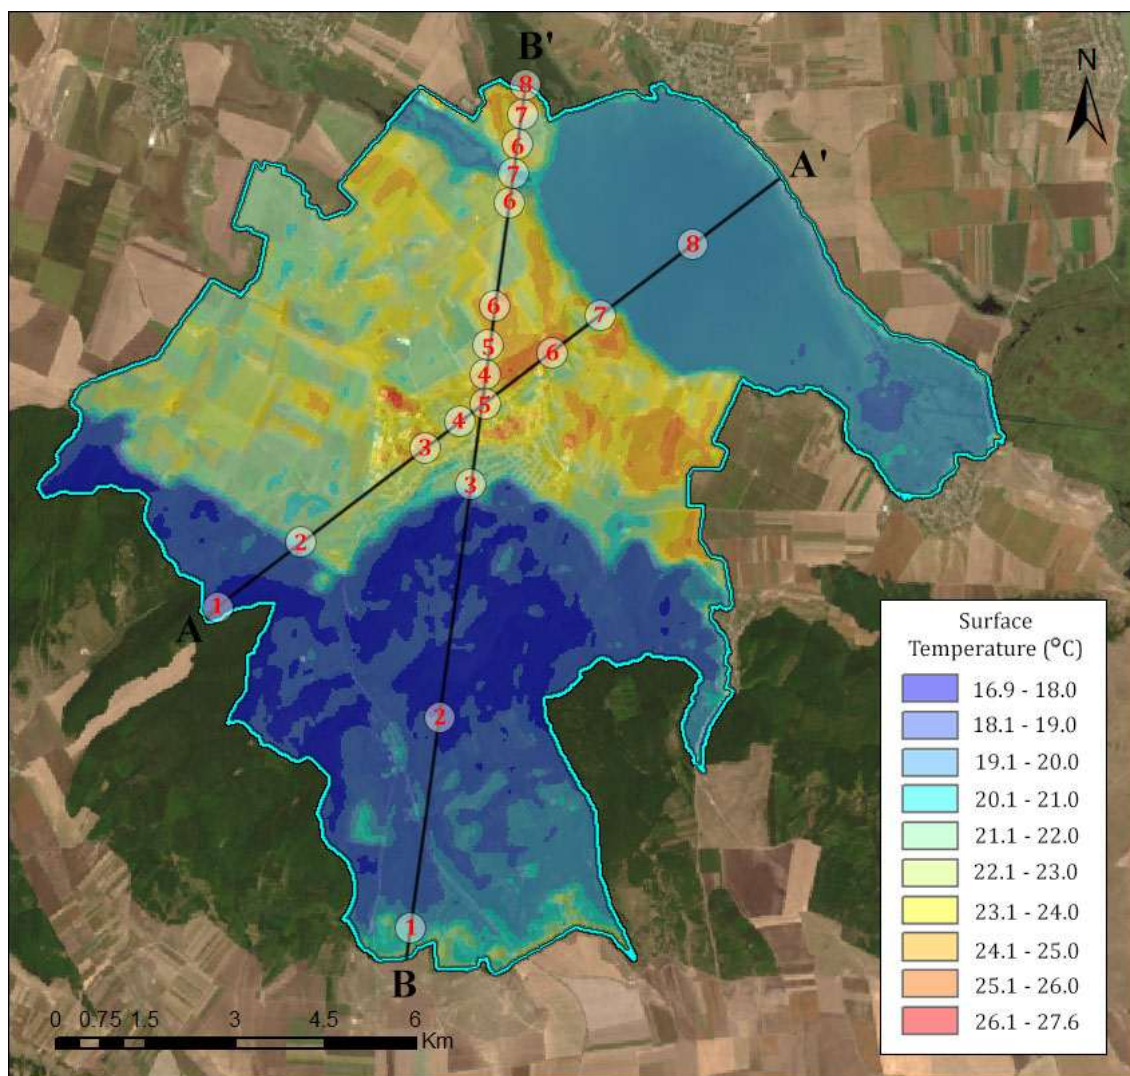 B'
N
8
7
6
7
A'
6
8
6
7
5
6
4
5
4
3
3
2
1
A
2
1
B
Surface
Temperature (°C)
16.9 - 18.0
18.1 - 19.0
19.1 - 20.0
20.1 - 21.0
21.1 - 22.0
22.1 - 23.0
23.1 - 24.0
24.1 - 25.0
25.1 - 26.0
26.1 - 27.6
0 0.75 1.5 3 4.5 6
Km